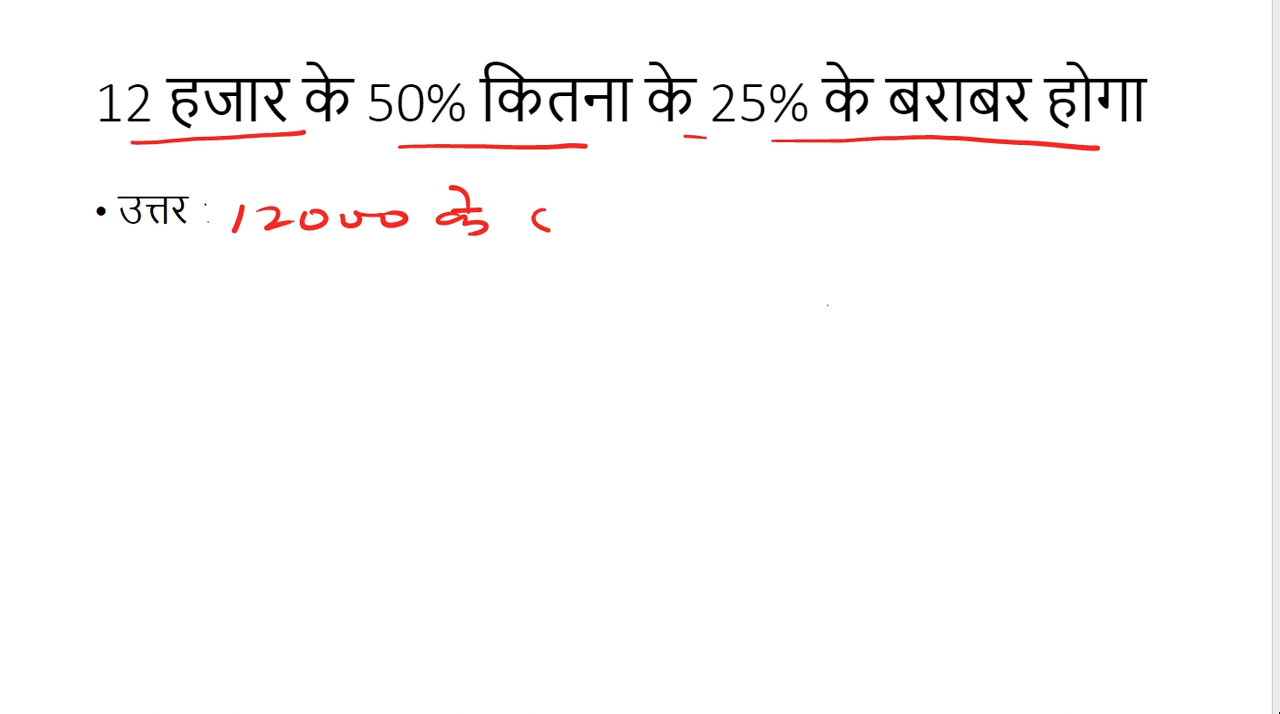 12 हजार के 50% कितना के 25% के बराबर होगा
• उत्तर : 12000 के